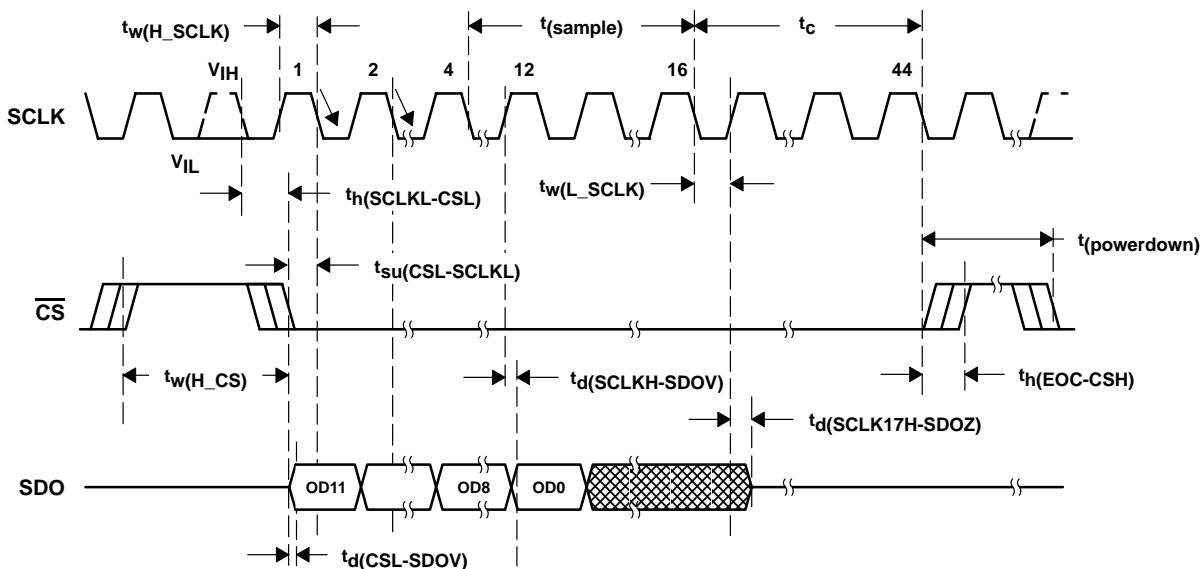 tw(H_SCLK)
t(sample)
tc
VIH
1
2
4
12
16
44
SCLK
VIL
th(SCLKL-CSL)
tw(L_SCLK)
t(powerdown)
tsu(CSL-SCLKL)
CS
tw(H_CS)
td(SCLKH-SDOV)
th(EOC-CSH)
td(SCLK17H-SDOZ)
SDO
OD11
OD8
OD0
td(CSL-SDOV)